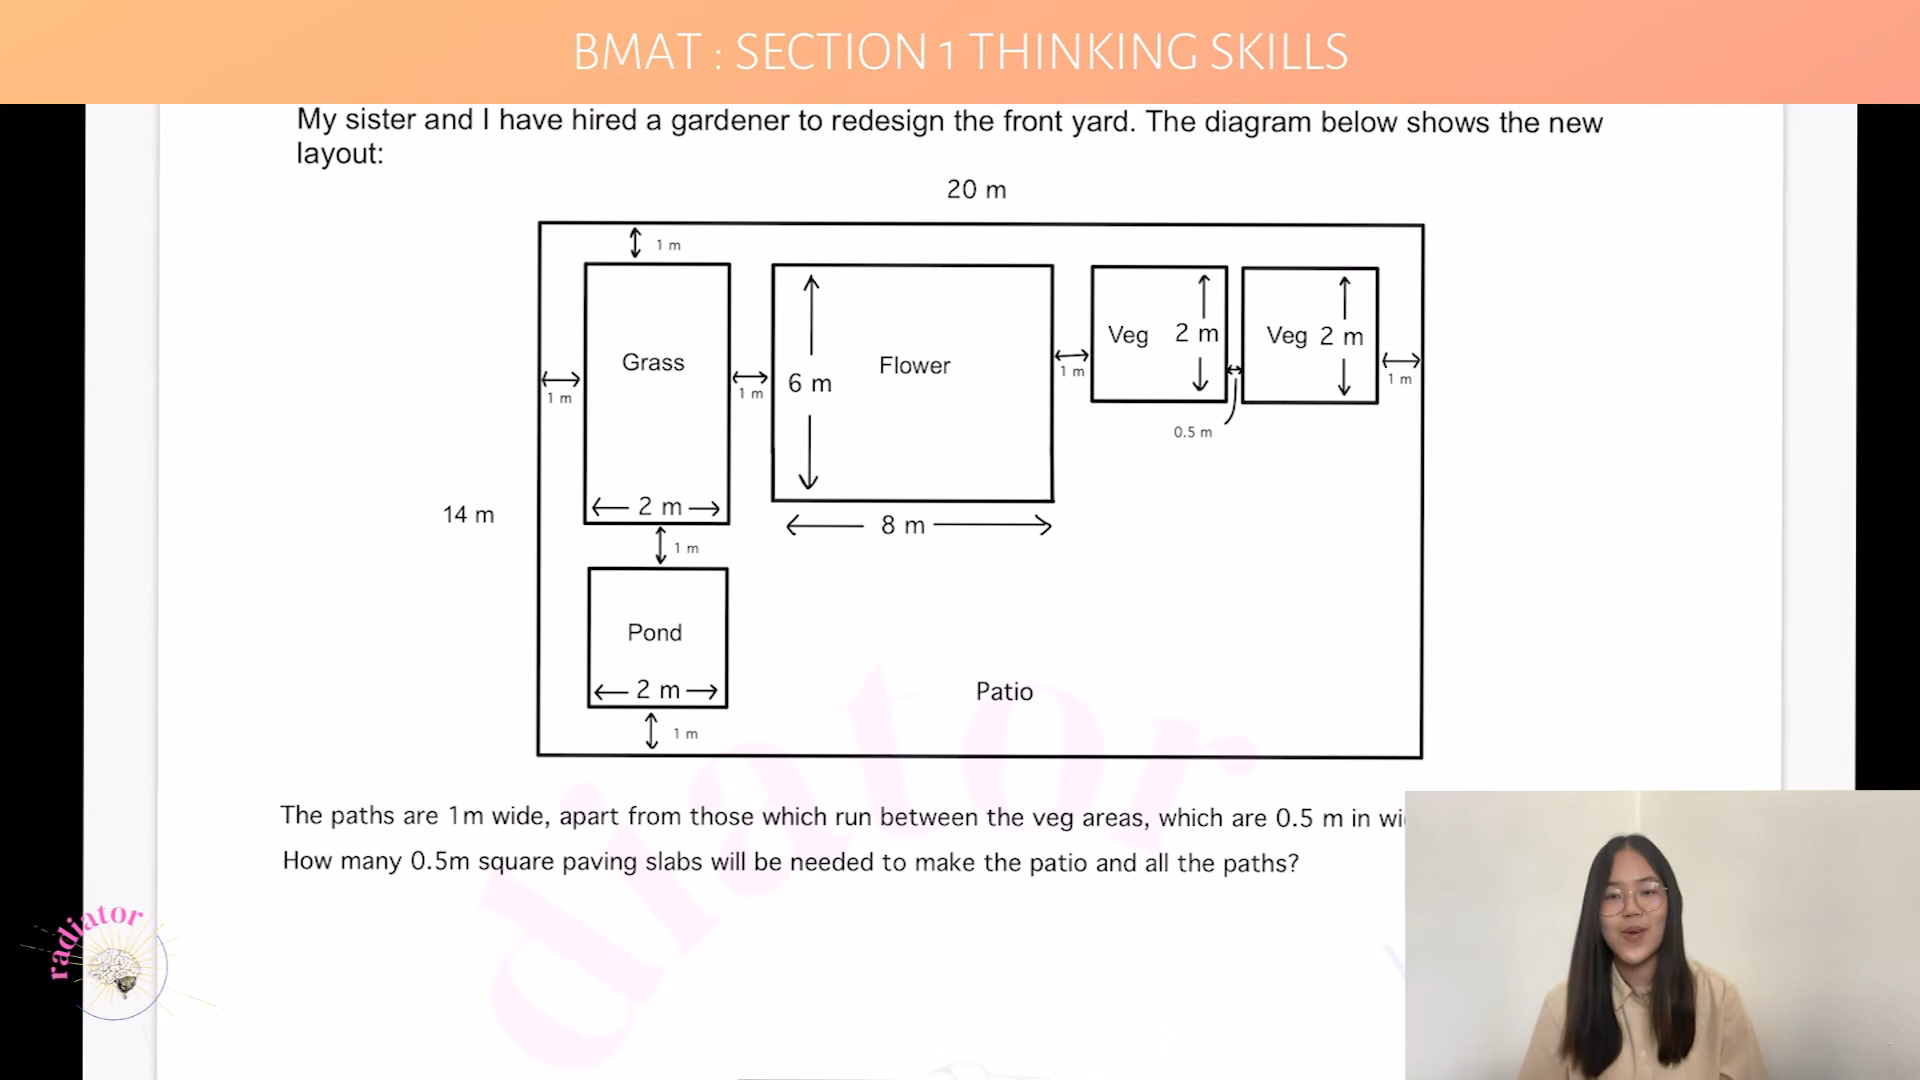 BMAT : SECTION 1 THINKING SKILLS
My sister and I have hired a gardener to redesign the front yard. The diagram below shows the new
layout:
20 m
1 m
Grass
1 m
1 m
2 m
6 m
Flower
8 m
1 m
Veg 2 m
Veg 2 m
1 m
0.5 m
14 m
1 m
Pond
2 m
1 m
Patio
The paths are 1m wide, apart from those which run between the veg areas, which are 0.5 m in wi
How many 0.5m square paving slabs will be needed to make the patio and all the paths?
radiator
diator